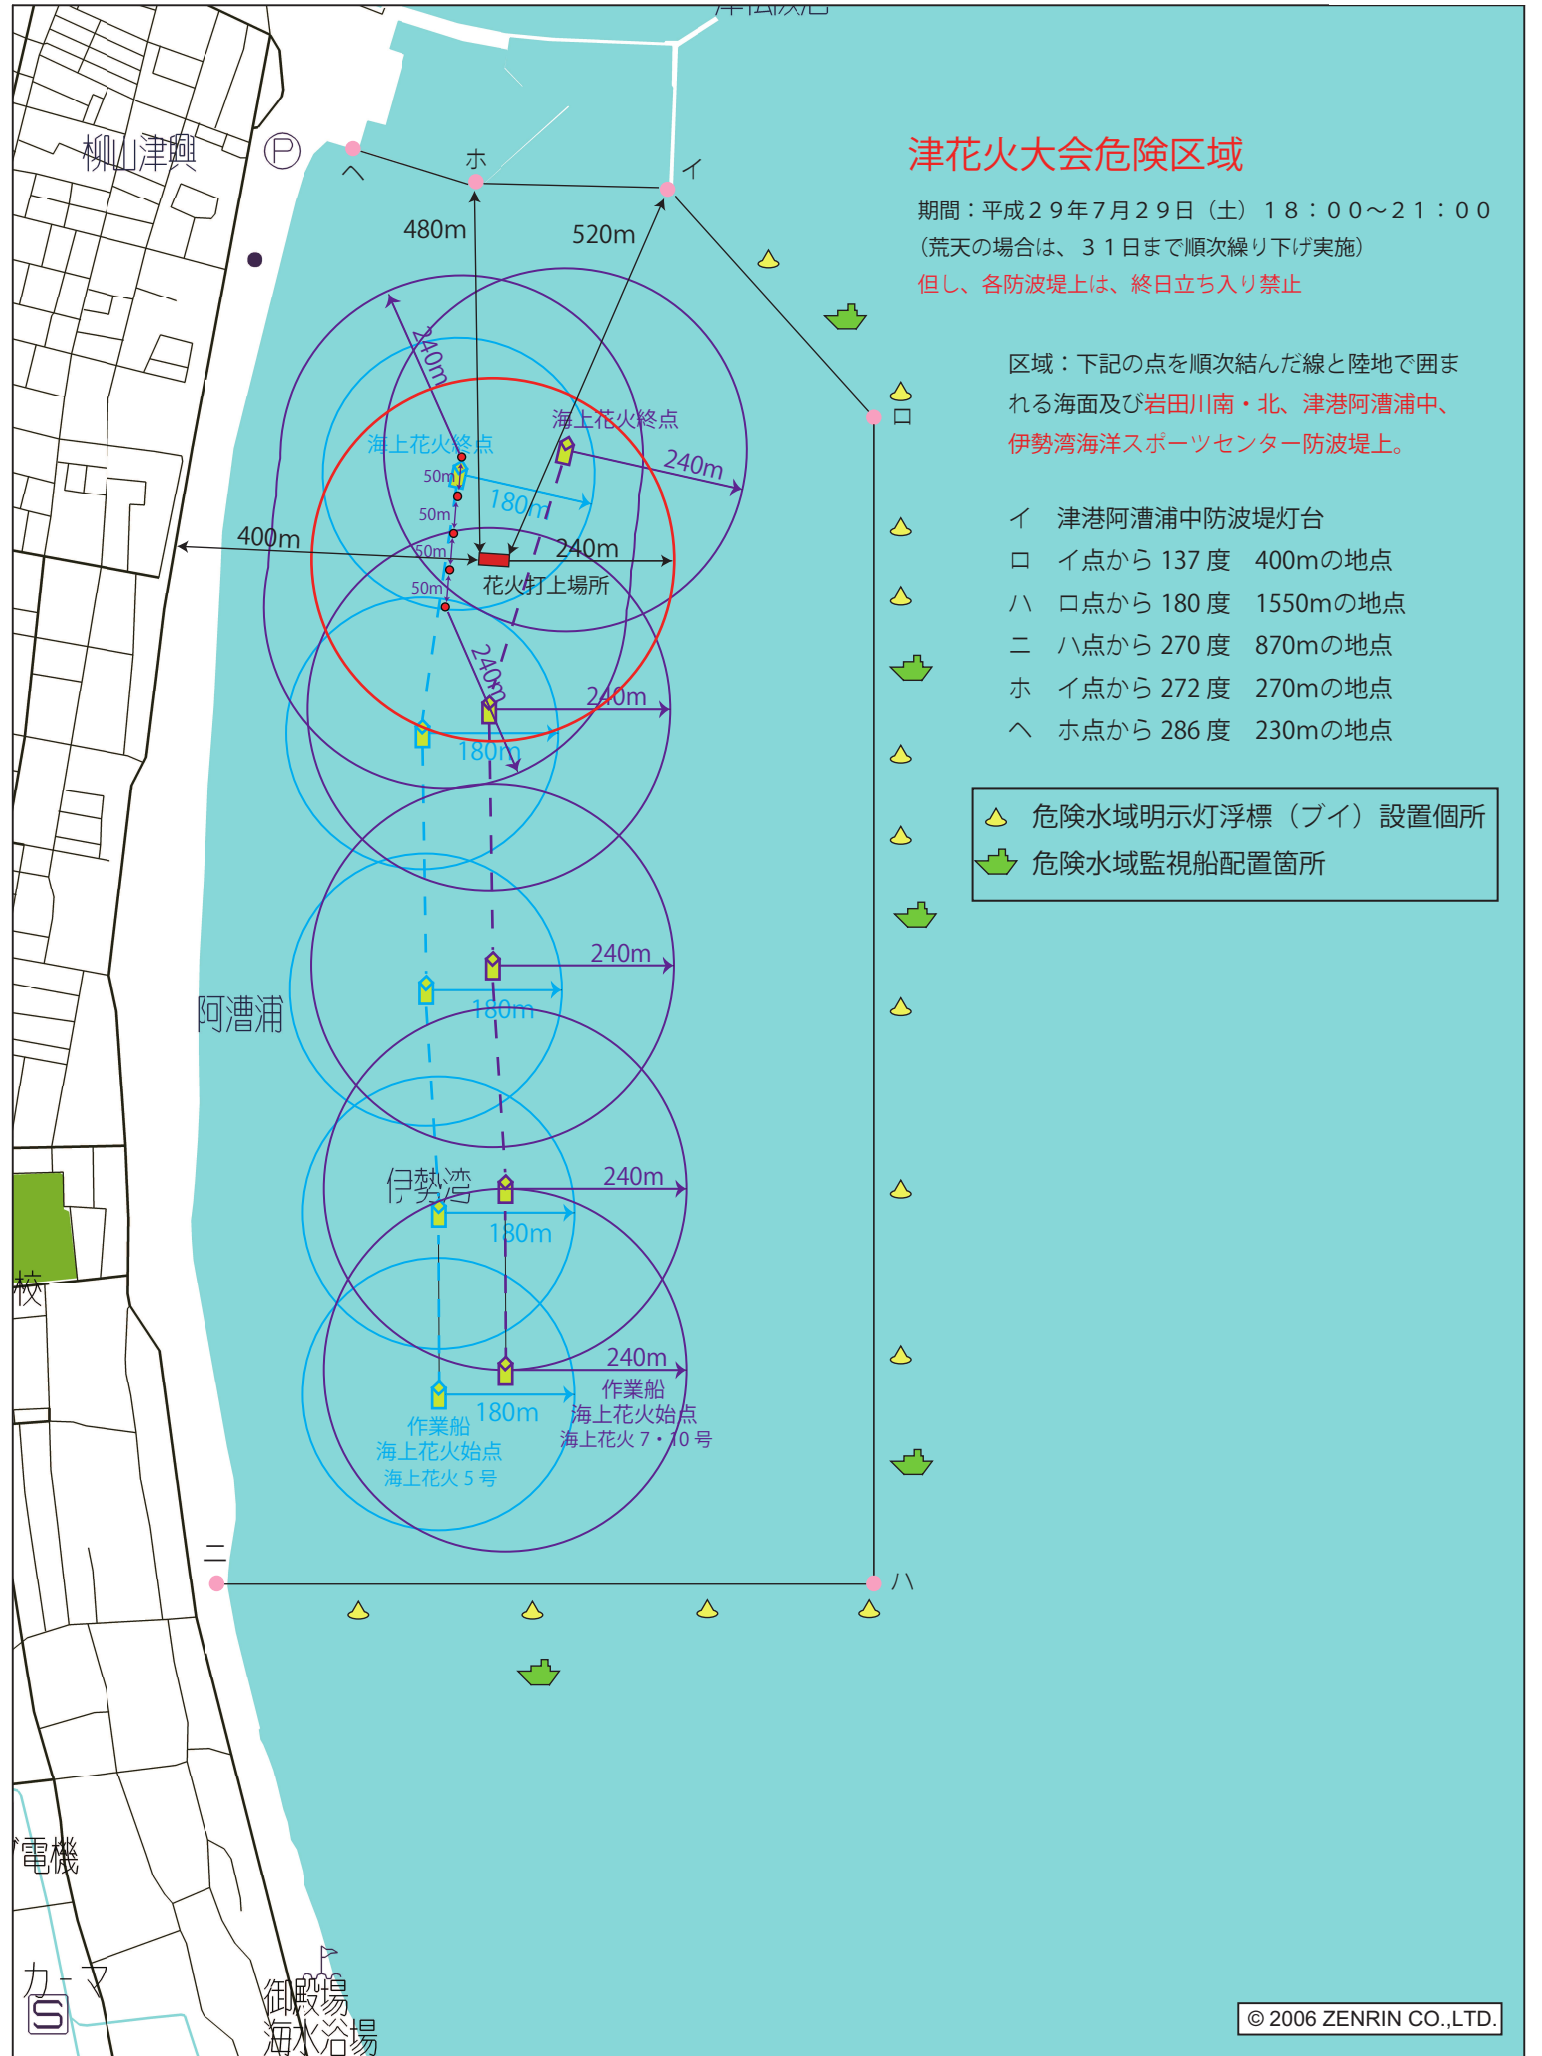 柳山津興
P
ヘ
ホ
イ
津花火大会危険区域
期間：平成２９年７月２９日（土）１８：００～２１：００
（荒天の場合は、３１日まで順次繰り下げ実施）
但し、各防波堤上は、終日立ち入り禁止
480m
520m
240m
区域：下記の点を順次結んだ線と陸地で囲ま
れる海面及び岩田川南・北、津港阿漕浦中、
伊勢湾海洋スポーツセンター防波堤上。
ロ
海上花火終点
海上花火終点
240m
50m
180m
50m
400m
50m
240m
50m
花火打上場所
イ　津港阿漕浦中防波堤灯台
ロ　イ点から 137 度　400mの地点
ハ　ロ点から 180 度　1550mの地点
ニ　ハ点から 270 度　870mの地点
ホ　イ点から 272 度　270mの地点
ヘ　ホ点から 286 度　230mの地点
240m
240m
180m
危険水域明示灯浮標（ブイ）設置個所
危険水域監視船配置箇所
240m
180m
阿漕浦
伊勢湾
240m
180m
校
240m
作業船
海上花火始点
海上花火 7・10 号
180m
作業船
海上花火始点
海上花火 5 号
ニ
ハ
電機
カーマ
S
御殿場
海水浴場
© 2006 ZENRIN CO.,LTD.